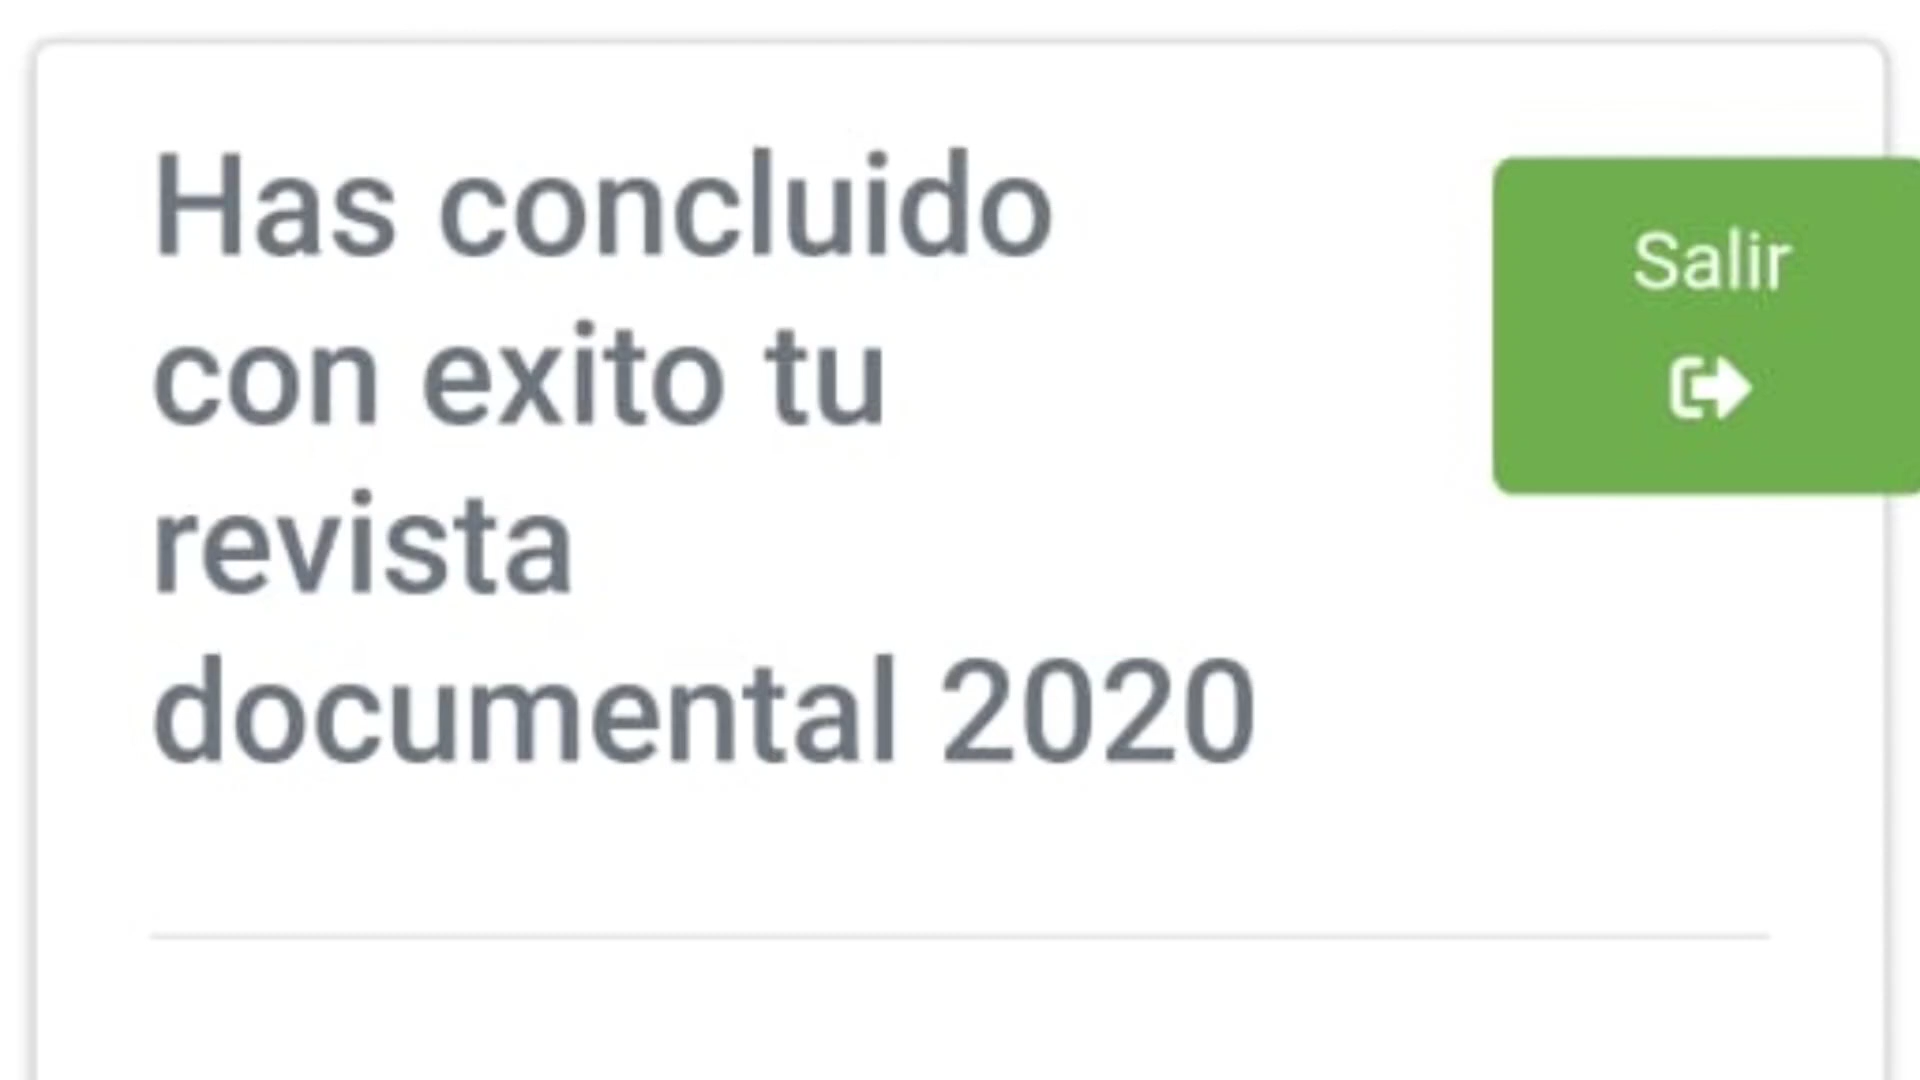 Has concluido
con exito tu
revista
documental 2020
Salir